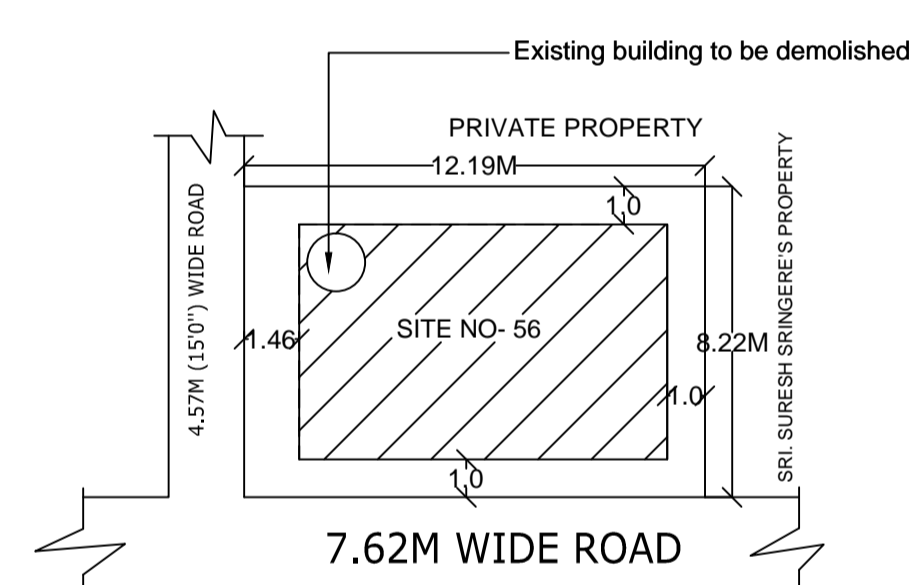 Existing building to be demolished
PRIVATE PROPERTY
12.19M
1.0
4.57M (15'0") WIDE ROAD
SITE NO- 56
1.46
8.22M
SRI. SURESH SRINGERE'S PROPERTY
1.0
1.0
7.62M WIDE ROAD